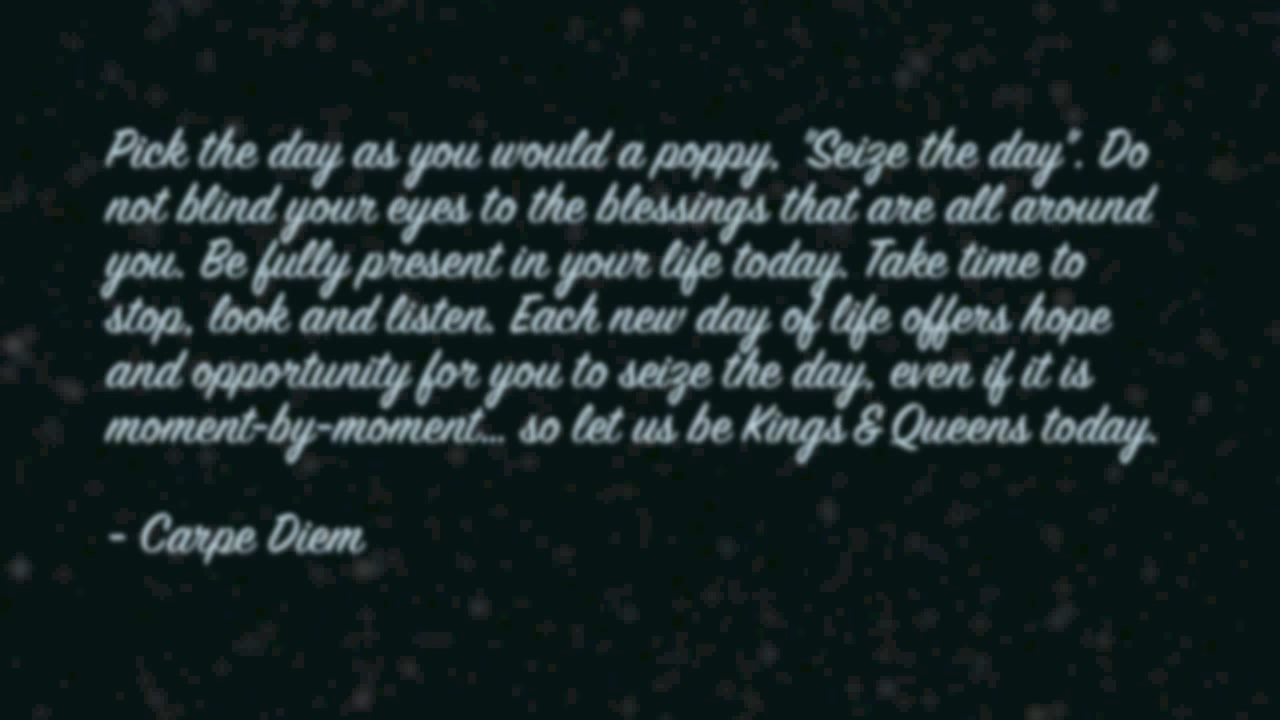 Pick the day as you would a poppy. "Seize the day". Do
not blind your eyes to the blessings that are all around
you. Be fully present in your life today. Take time to
stop, look and listen. Each new day of life offers hope
and opportunity for you to seize the day, even if it is
moment-by-moment... so let us be Kings & Queens today.
- Carpe Diem